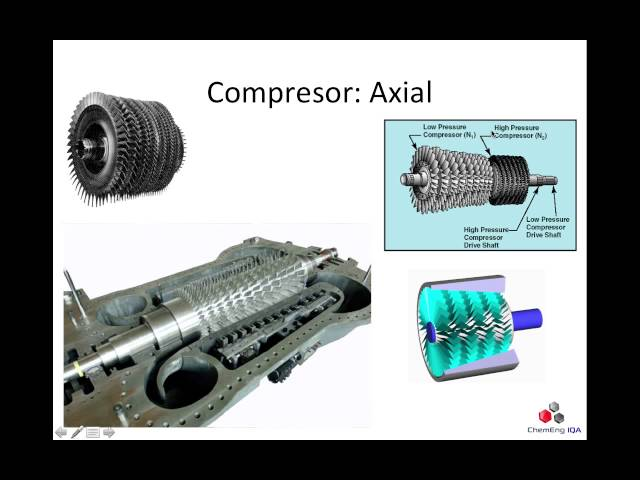 Compresor: Axial
Low Pressure
Compressor (N1)
High Pressure
Compressor (N2)
High Pressure
Compressor
Drive Shaft
Low Pressure
Compressor
Drive Shaft
ChemEng IQA